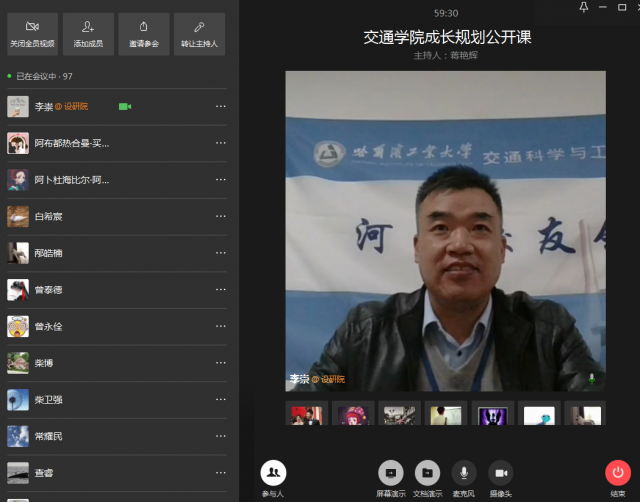 59:30
关闭全员视频
添加成员
邀请参会
转让主持人
交通学院成长规划公开课
主持人：蒋艳辉
已在会议中 · 97
李崇@设研院
阿布都热合曼·买...
阿卜杜海比尔·阿...
白希宸
邴皓楠
曾泰德
曾永佺
柴博
柴卫强
常耀民
查睿
哈尔滨工业大学
交通科学与工
河
校友会
李崇@设研院
参与人
屏幕演示
文档演示
麦克风
摄像头
结束